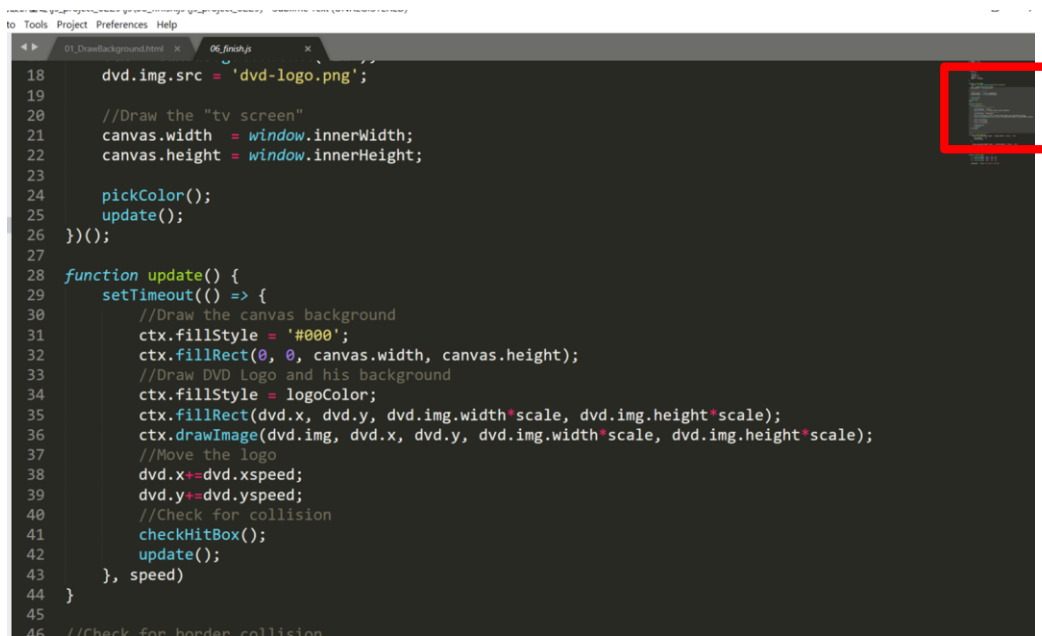 to Tools Project Preferences Help
01_DrawBackground.html × 06_finish.js ×
18 dvd.img.src = 'dvd-logo.png';
19
20 //Draw the "tv screen"
21 canvas.width  = window.innerWidth;
22 canvas.height = window.innerHeight;
23
24 pickColor();
25 update();
26 })();
27
28 function update() {
29 setTimeout(() => {
30 //Draw the canvas background
31 ctx.fillStyle = '#000';
32 ctx.fillRect(0, 0, canvas.width, canvas.height);
33 //Draw DVD Logo and his background
34 ctx.fillStyle = logoColor;
35 ctx.fillRect(dvd.x, dvd.y, dvd.img.width*scale, dvd.img.height*scale);
36 ctx.drawImage(dvd.img, dvd.x, dvd.y, dvd.img.width*scale, dvd.img.height*scale);
37 //Move the logo
38 dvd.x+=dvd.xspeed;
39 dvd.y+=dvd.yspeed;
40 //Check for collision
41 checkHitBox();
42 update();
43 }, speed)
44 }
45
46 //Check for border collision